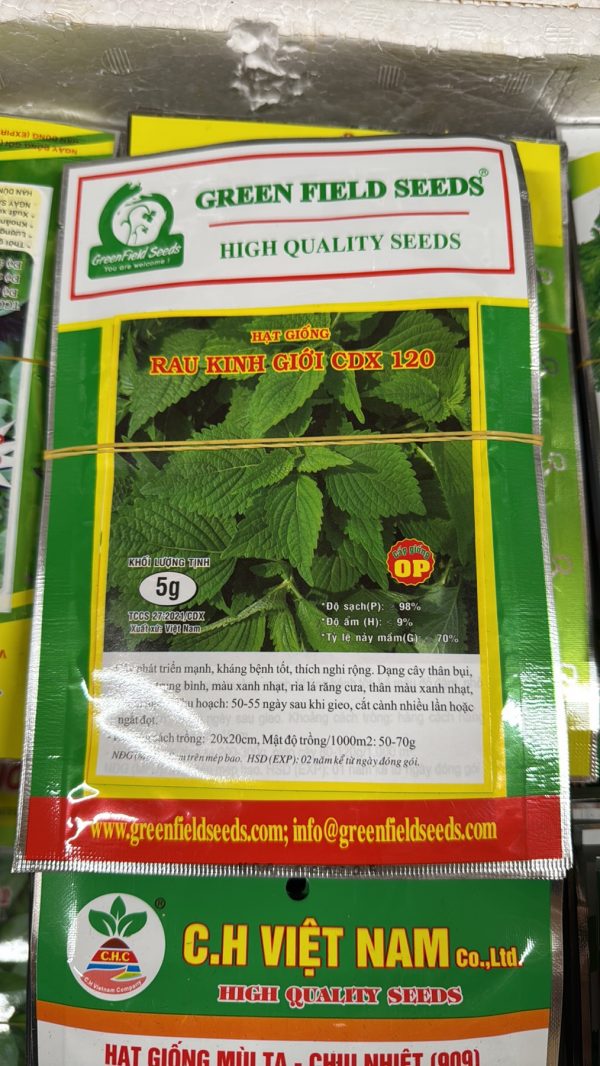 GREEN FIELD SEEDS®
GreenField Seeds
You are welcome !
HIGH QUALITY SEEDS
HẠT GIỐNG
RAU KINH GIỚI CDX 120
Cấp giống
OP
KHỐI LƯỢNG TỊNH
5g
TCCS 27:2021/CDX
Xuất xứ: Việt Nam
*Độ sạch(P): ≥ 98%
*Độ ẩm (H): ≤ 9%
*Tỷ lệ nảy mầm(G) 70%
phát triển mạnh, kháng bệnh tốt, thích nghi rộng. Dạng cây thân bụi,
bình, màu xanh nhạt, rìa lá răng cưa, thân màu xanh nhạt,
hoạch: 50-55 ngày sau khi gieo, cắt cành nhiều lần hoặc
ngắt đọt.
cách trồng: 20x20cm, Mật độ trồng/1000m2: 50-70g
NĐG trên mép bao. HSD (EXP): 02 năm kể từ ngày đóng gói.
www.greenfieldseeds.com; info@greenfieldseeds.com
C.H.C
C.H Vietnam Company
®
C.H VIỆT NAM Co.,Ltd.
HIGH QUALITY SEEDS
HẠT GIỐNG MÙI TA - CHỊU NHIỆT (909)